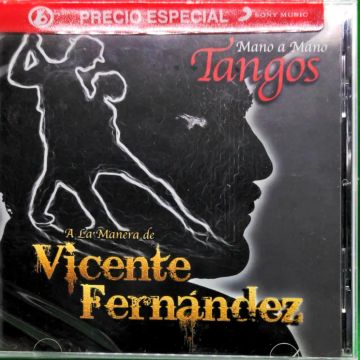 PRECIO ESPECIAL
SONY MUSIC
Mano a Mano
Tangos
A La Manera de
Vicente
Fernández